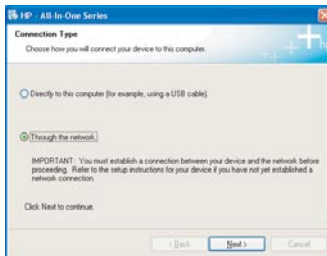 HP - All-In-One Series
Connection Type
Choose how you will connect your device to this computer.
Directly to this computer (for example, using a USB cable).
Through the network.
IMPORTANT: You must establish a connection between your device and the network before
proceeding. Refer to the setup instructions for your device if you have not yet established a
network connection.
Click Next to continue.
< Back Next > Cancel